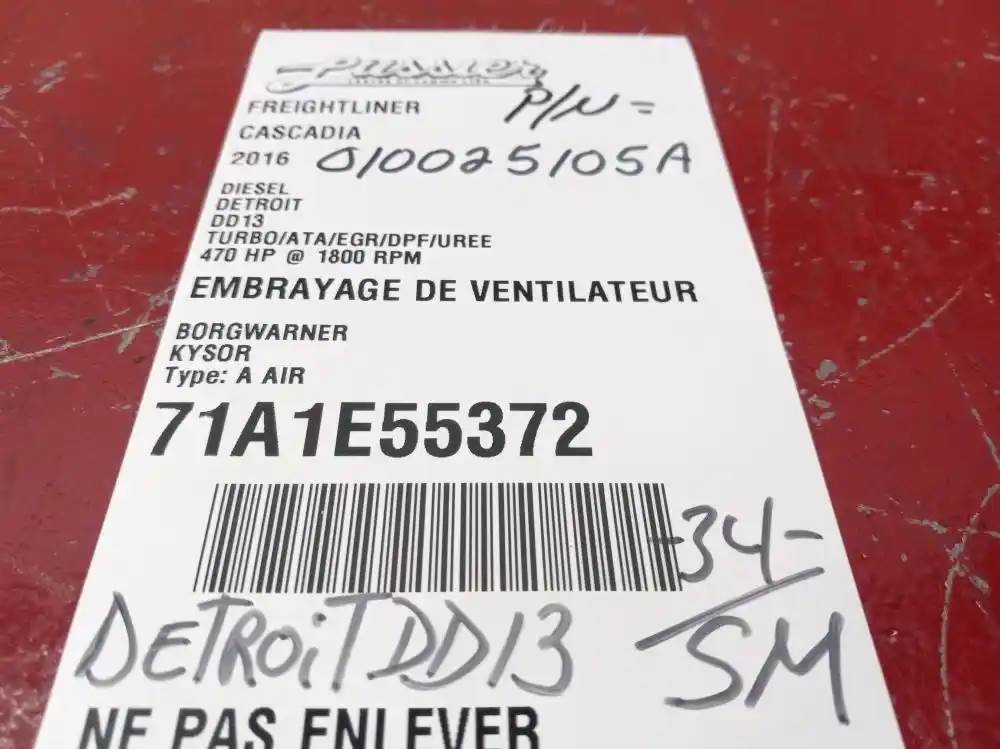 FREIGHTLINER P/N=
CASCADIA
2016 010025105A
DIESEL
DETROIT
DD13
TURBO/ATA/EGR/DPF/UREE
470 HP @ 1800 RPM
EMBRAYAGE DE VENTILATEUR
BORGWARNER
KYSOR
Type: A AIR
71A1E55372
-34-
DETROIT DD13 SM
NE PAS ENLEVER